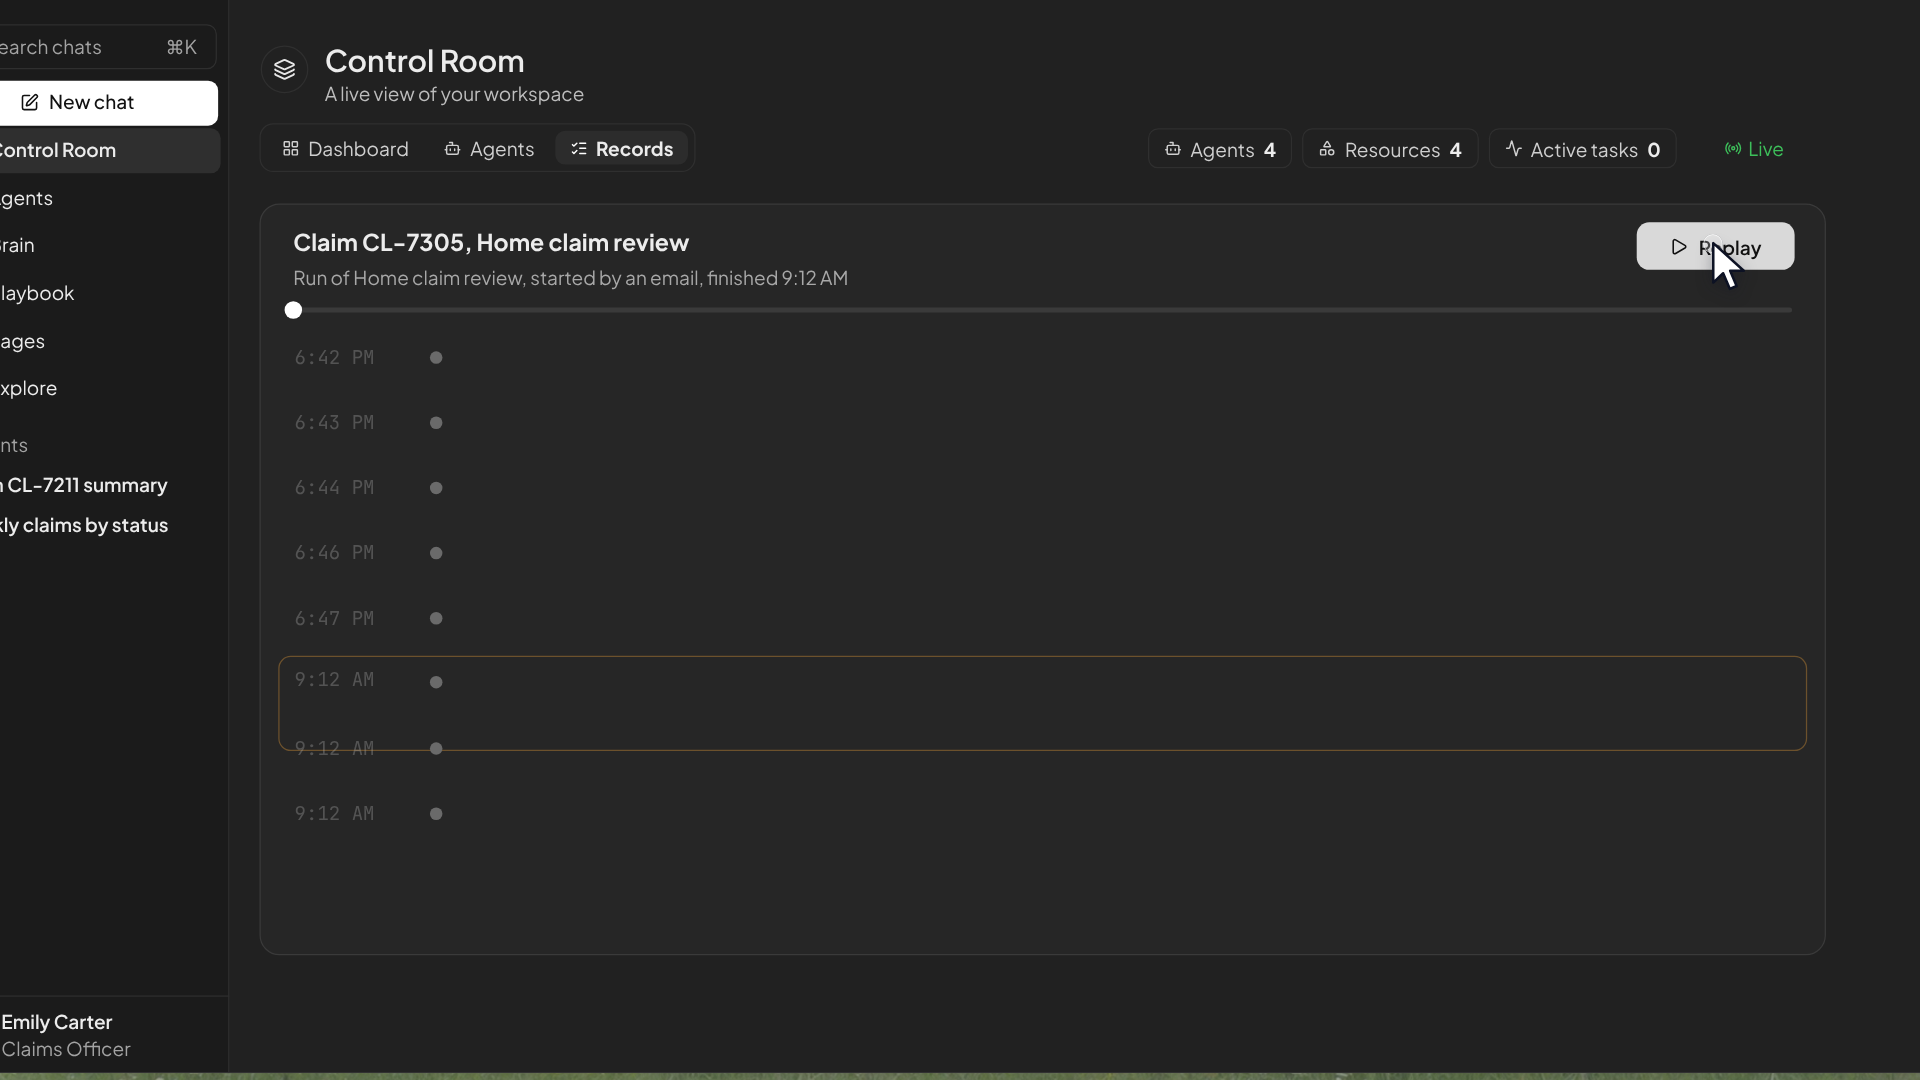 earch chats ⌘K
New chat
ontrol Room
gents
rain
laybook
ages
xplore
nts
CL-7211 summary
ly claims by status
Emily Carter
Claims Officer
Control Room
A live view of your workspace
Dashboard Agents Records
Agents 4 Resources 4 Active tasks 0 Live
Claim CL-7305, Home claim review
Replay
Run of Home claim review, started by an email, finished 9:12 AM
6:42 PM
6:43 PM
6:44 PM
6:46 PM
6:47 PM
9:12 AM
9:12 AM
9:12 AM